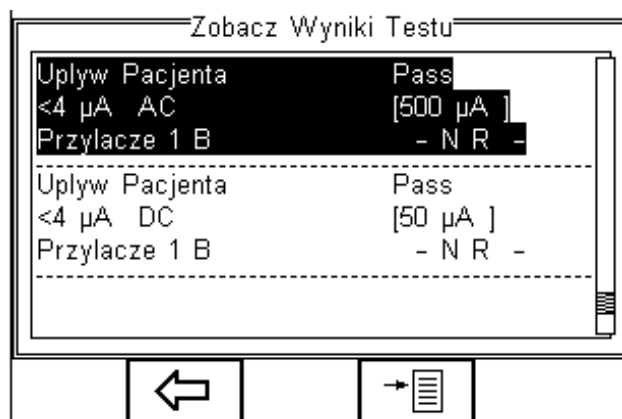 Zobacz Wyniki Testu
Uplyw Pacjenta Pass
<4 µA AC [500 µA ]
Przylacze 1 B – N R –
Uplyw Pacjenta Pass
<4 µA DC [50 µA ]
Przylacze 1 B – N R –